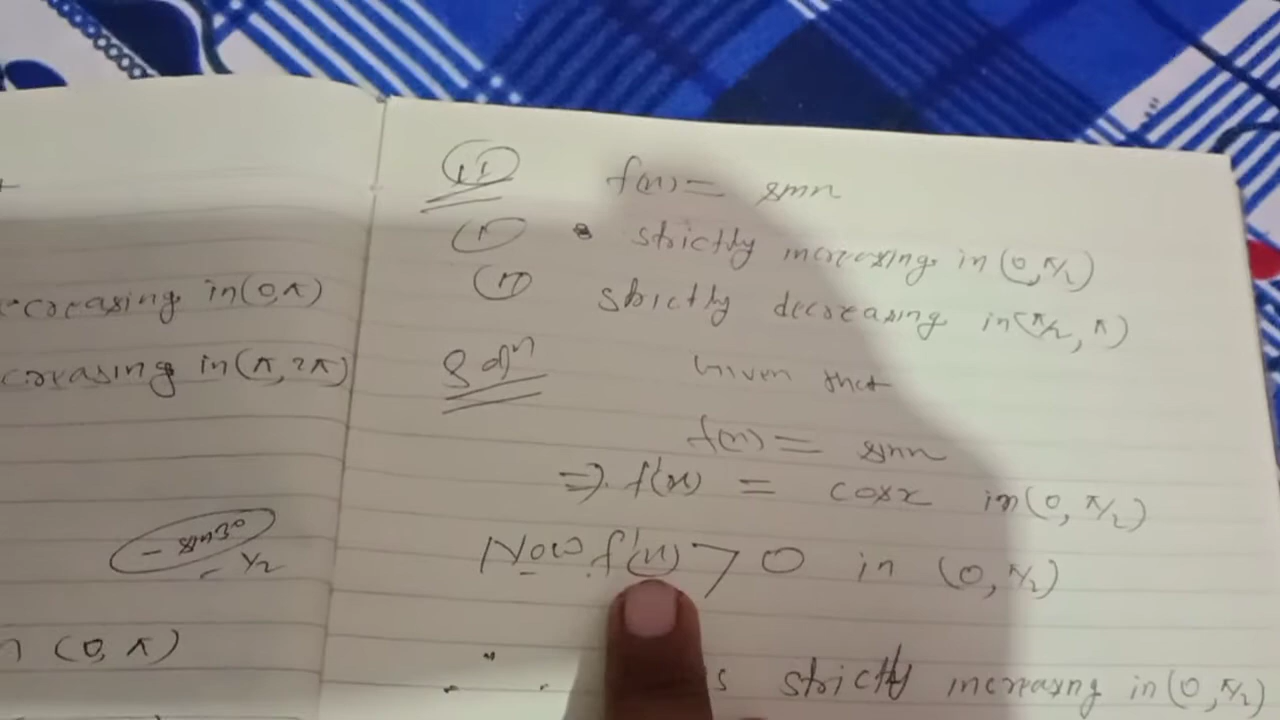 creasing in (0, π)
creasing in (π, 2π)
- 1/2
(0, π)
(ii) f(x) = sinx
(i) strictly increasing in (0, π/2)
(ii) strictly decreasing in (π/2, π)
Solⁿ Given that
f(x) = sinx
⇒ f'(x) = cosx in (0, π/2)
Now f'(x) > 0 in (0, π/2)
s strictly increasing in (0, π/2)